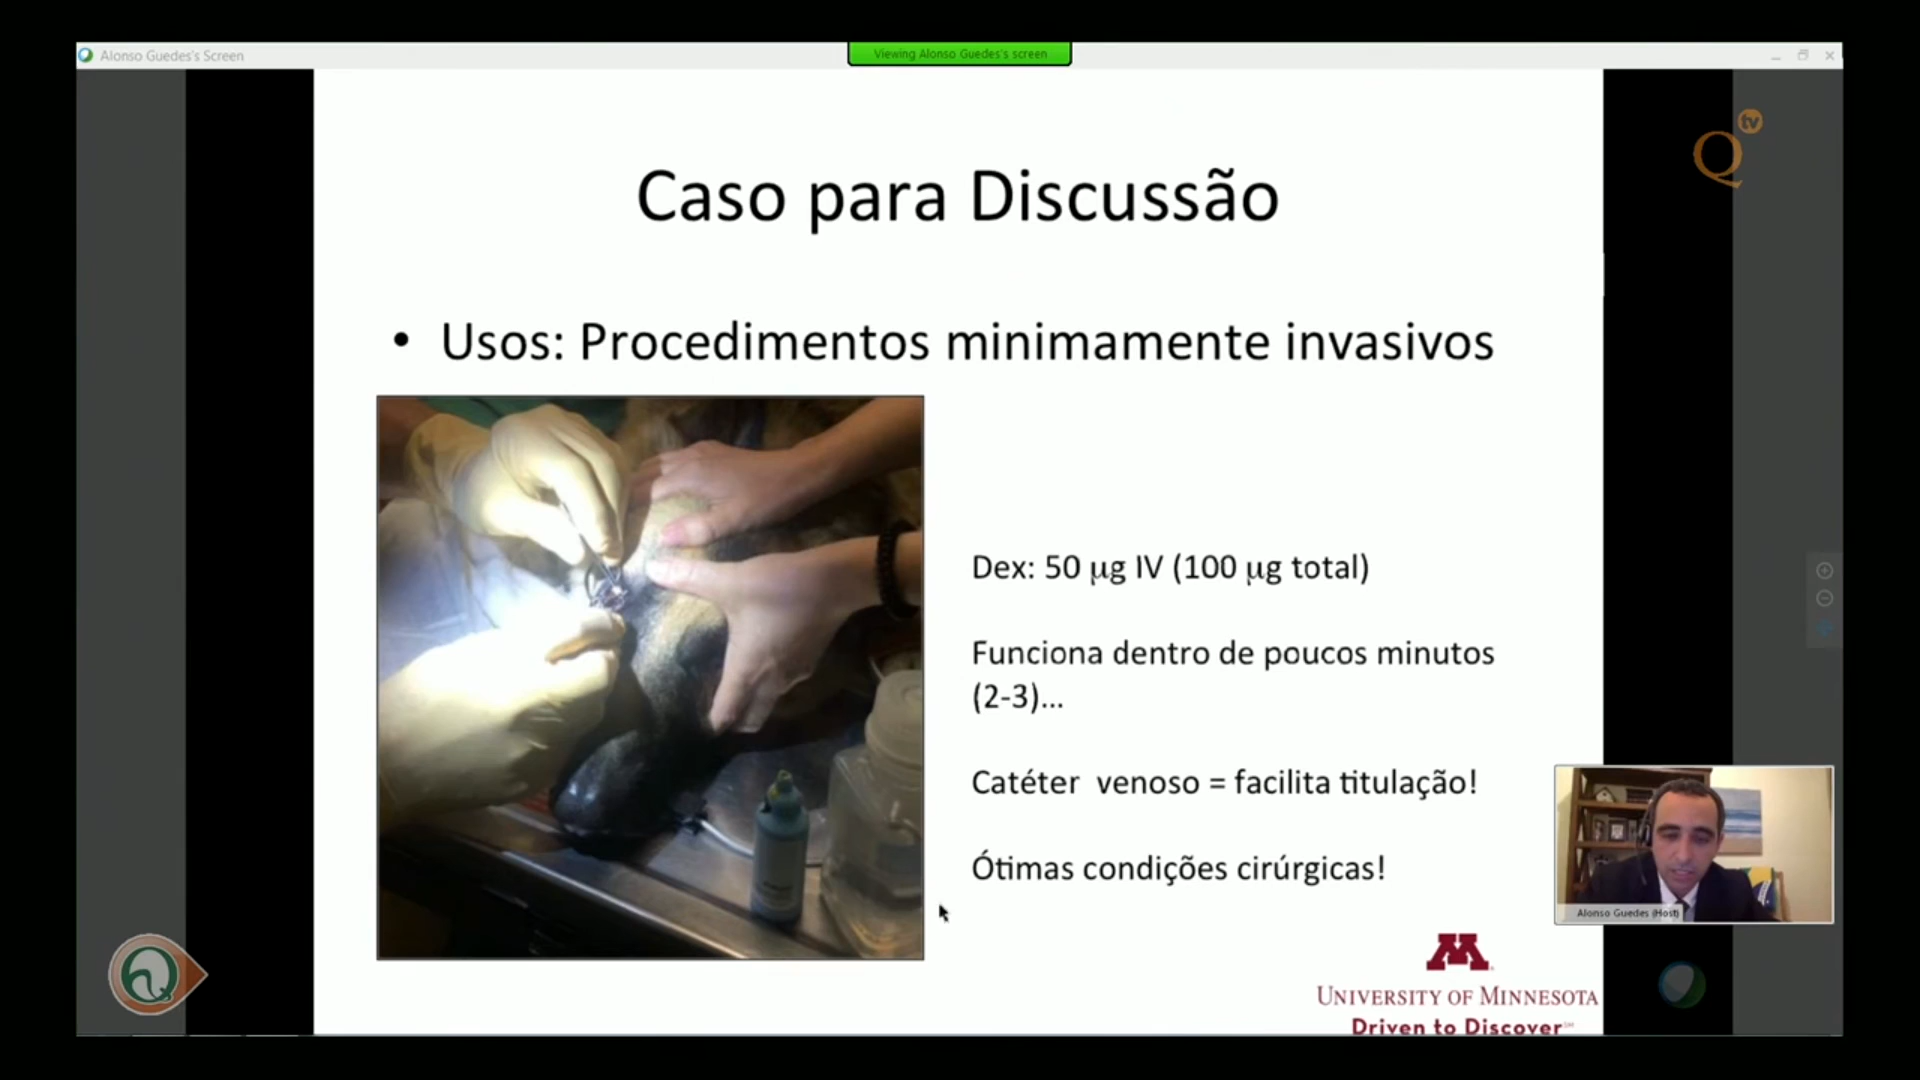 Alonso Guedes's Screen
Viewing Alonso Guedes's screen
Q tv
Caso para Discussão
• Usos: Procedimentos minimamente invasivos
Dex: 50 µg IV (100 µg total)
Funciona dentro de poucos minutos
(2-3)...
Catéter venoso = facilita titulação!
Ótimas condições cirúrgicas!
Alonso Guedes (Host)
M
UNIVERSITY OF MINNESOTA
Driven to Discover℠